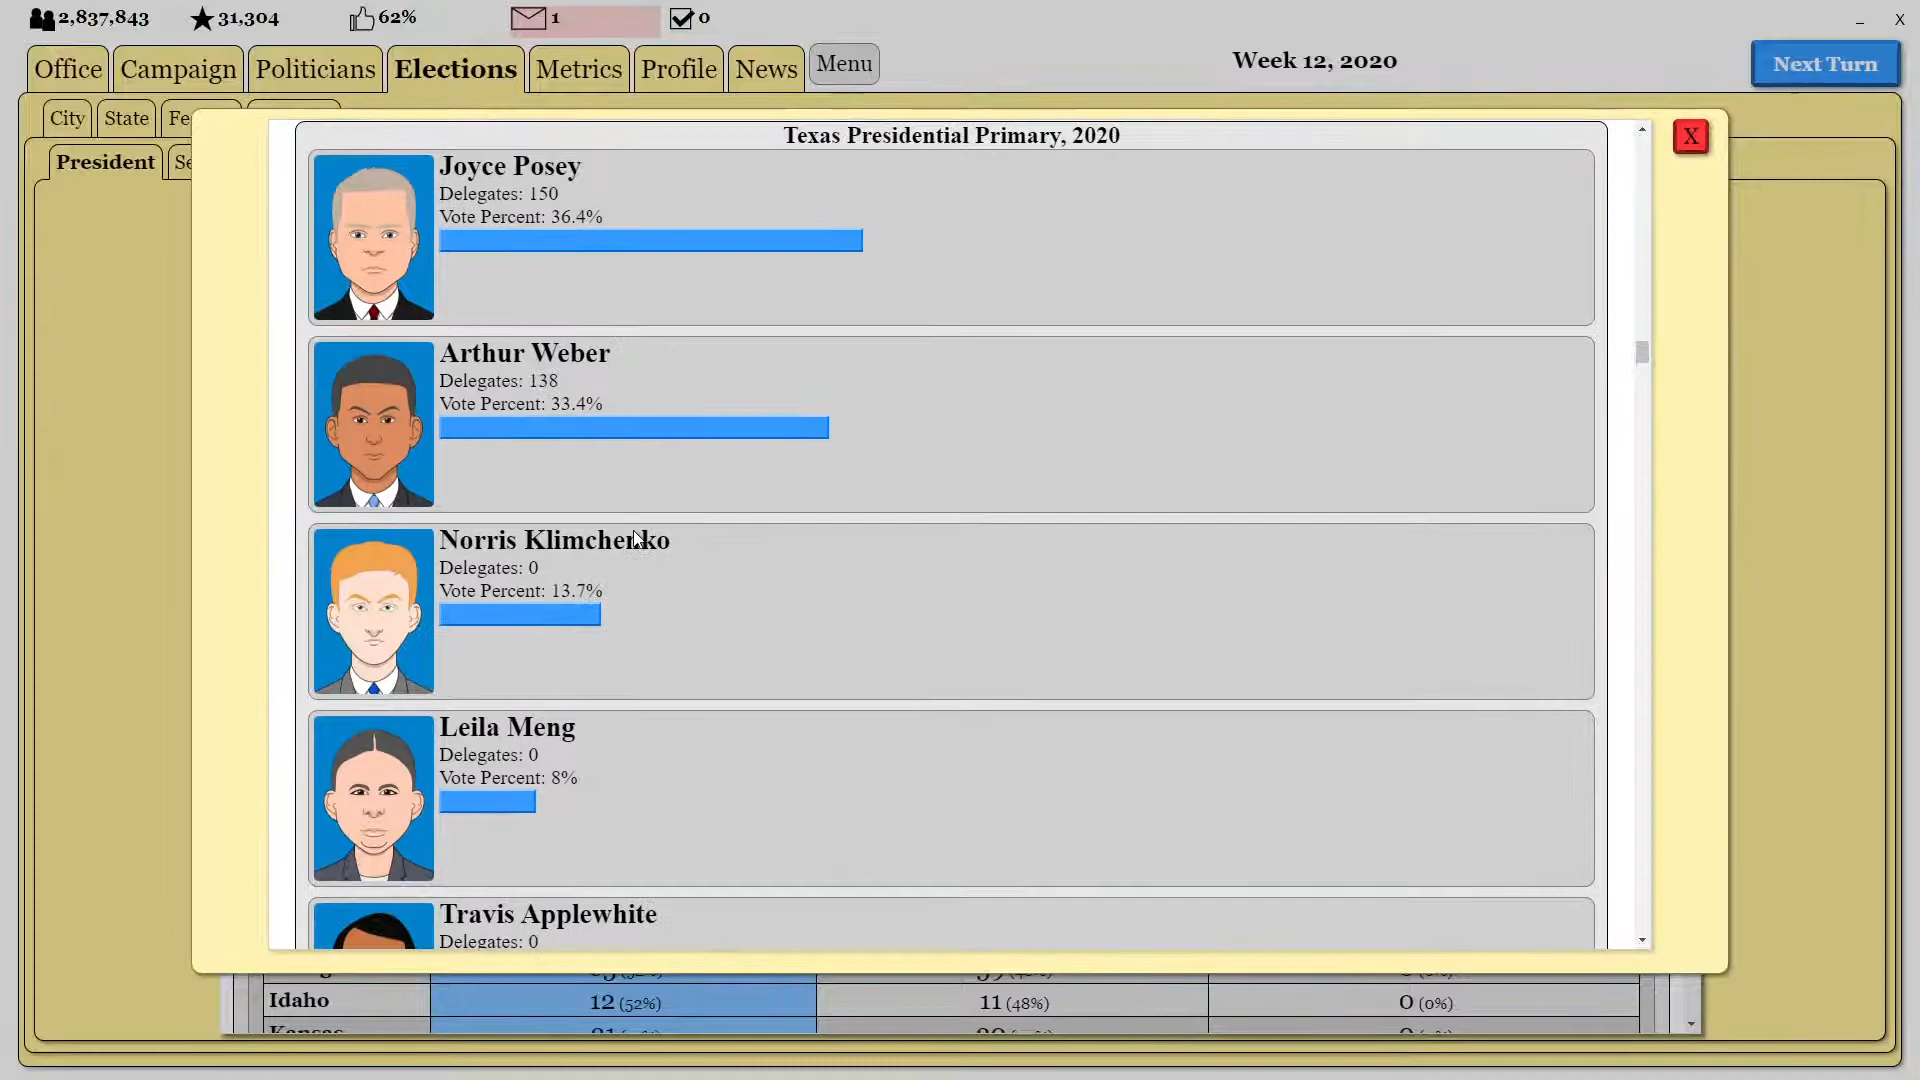 2,837,843 31,304 62% 1 0
_ X
Office Campaign Politicians Elections Metrics Profile News Menu Week 12, 2020 Next Turn
City State Fe
President Se
X
Texas Presidential Primary, 2020
Joyce Posey
Delegates: 150
Vote Percent: 36.4%
Arthur Weber
Delegates: 138
Vote Percent: 33.4%
Norris Klimchenko
Delegates: 0
Vote Percent: 13.7%
Leila Meng
Delegates: 0
Vote Percent: 8%
Travis Applewhite
Delegates: 0
Idaho 12 (52%) 11 (48%) 0 (0%)
Kansas